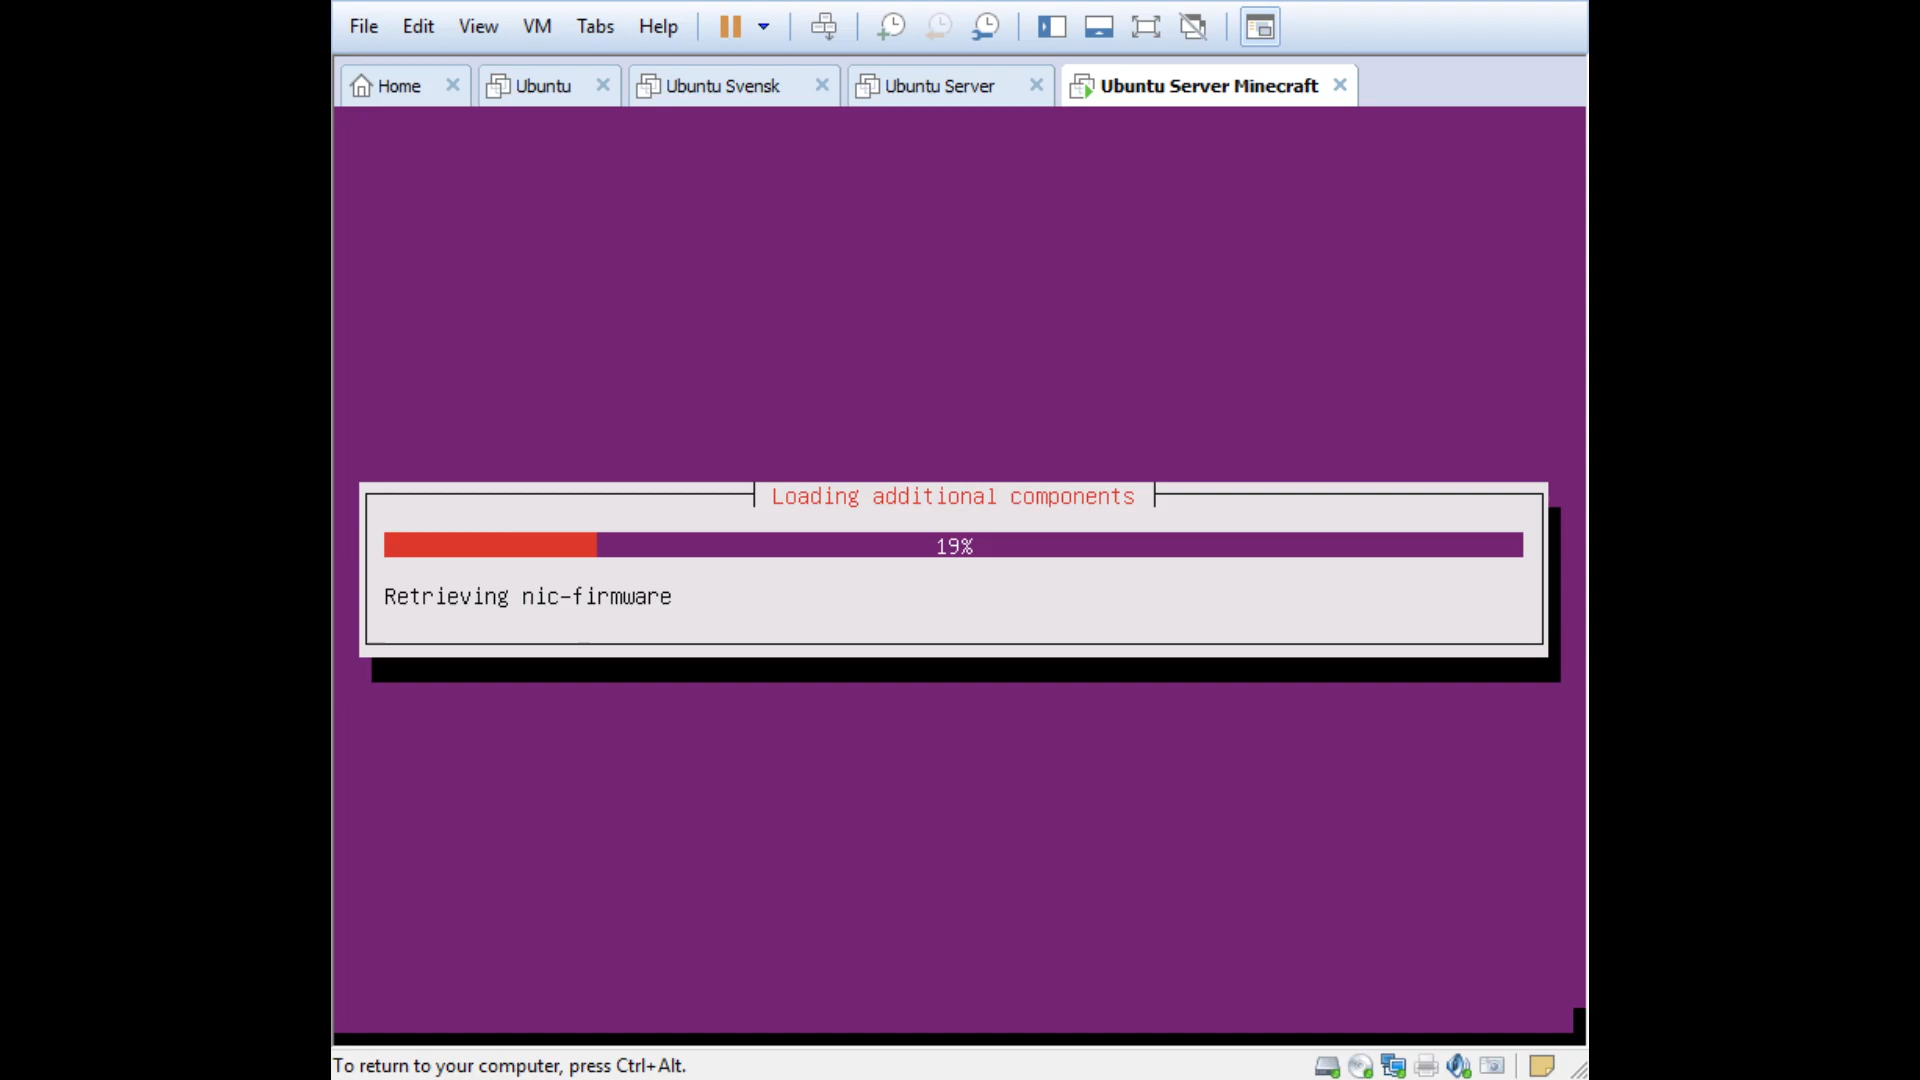 File Edit View VM Tabs Help
Home Ubuntu Ubuntu Svensk Ubuntu Server Ubuntu Server Minecraft
Loading additional components
19%
Retrieving nic-firmware
To return to your computer, press Ctrl+Alt.